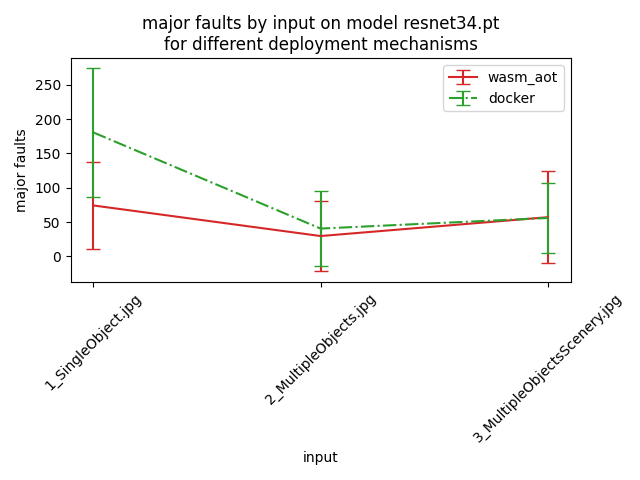 major faults by input on model resnet34.pt
for different deployment mechanisms
wasm_aot
docker
major faults
250
200
150
100
50
0
1_SingleObject.jpg
2_MultipleObjects.jpg
3_MultipleObjectsScenery.jpg
input